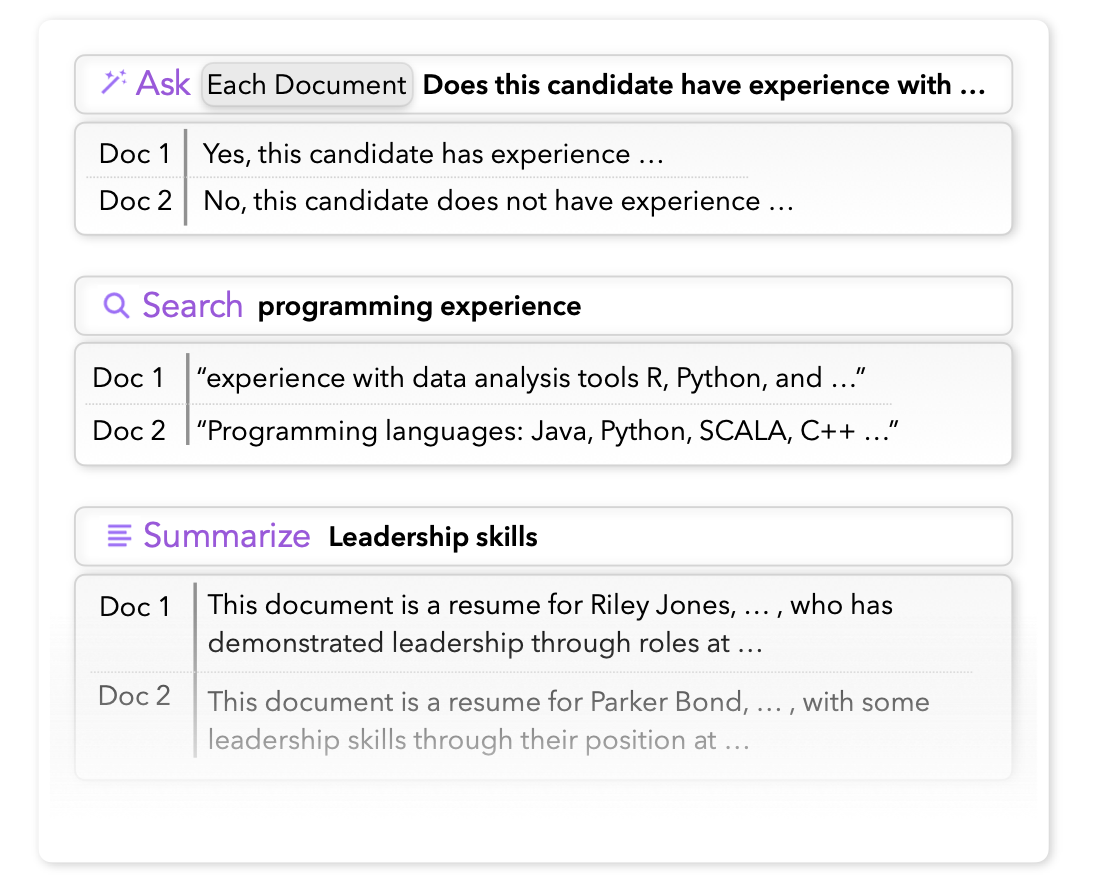 Ask Each Document Does this candidate have experience with …
Doc 1 Yes, this candidate has experience …
Doc 2 No, this candidate does not have experience …
Search programming experience
Doc 1 “experience with data analysis tools R, Python, and …”
Doc 2 “Programming languages: Java, Python, SCALA, C++ …”
Summarize Leadership skills
Doc 1 This document is a resume for Riley Jones, … , who has
demonstrated leadership through roles at …
Doc 2 This document is a resume for Parker Bond, … , with some
leadership skills through their position at …